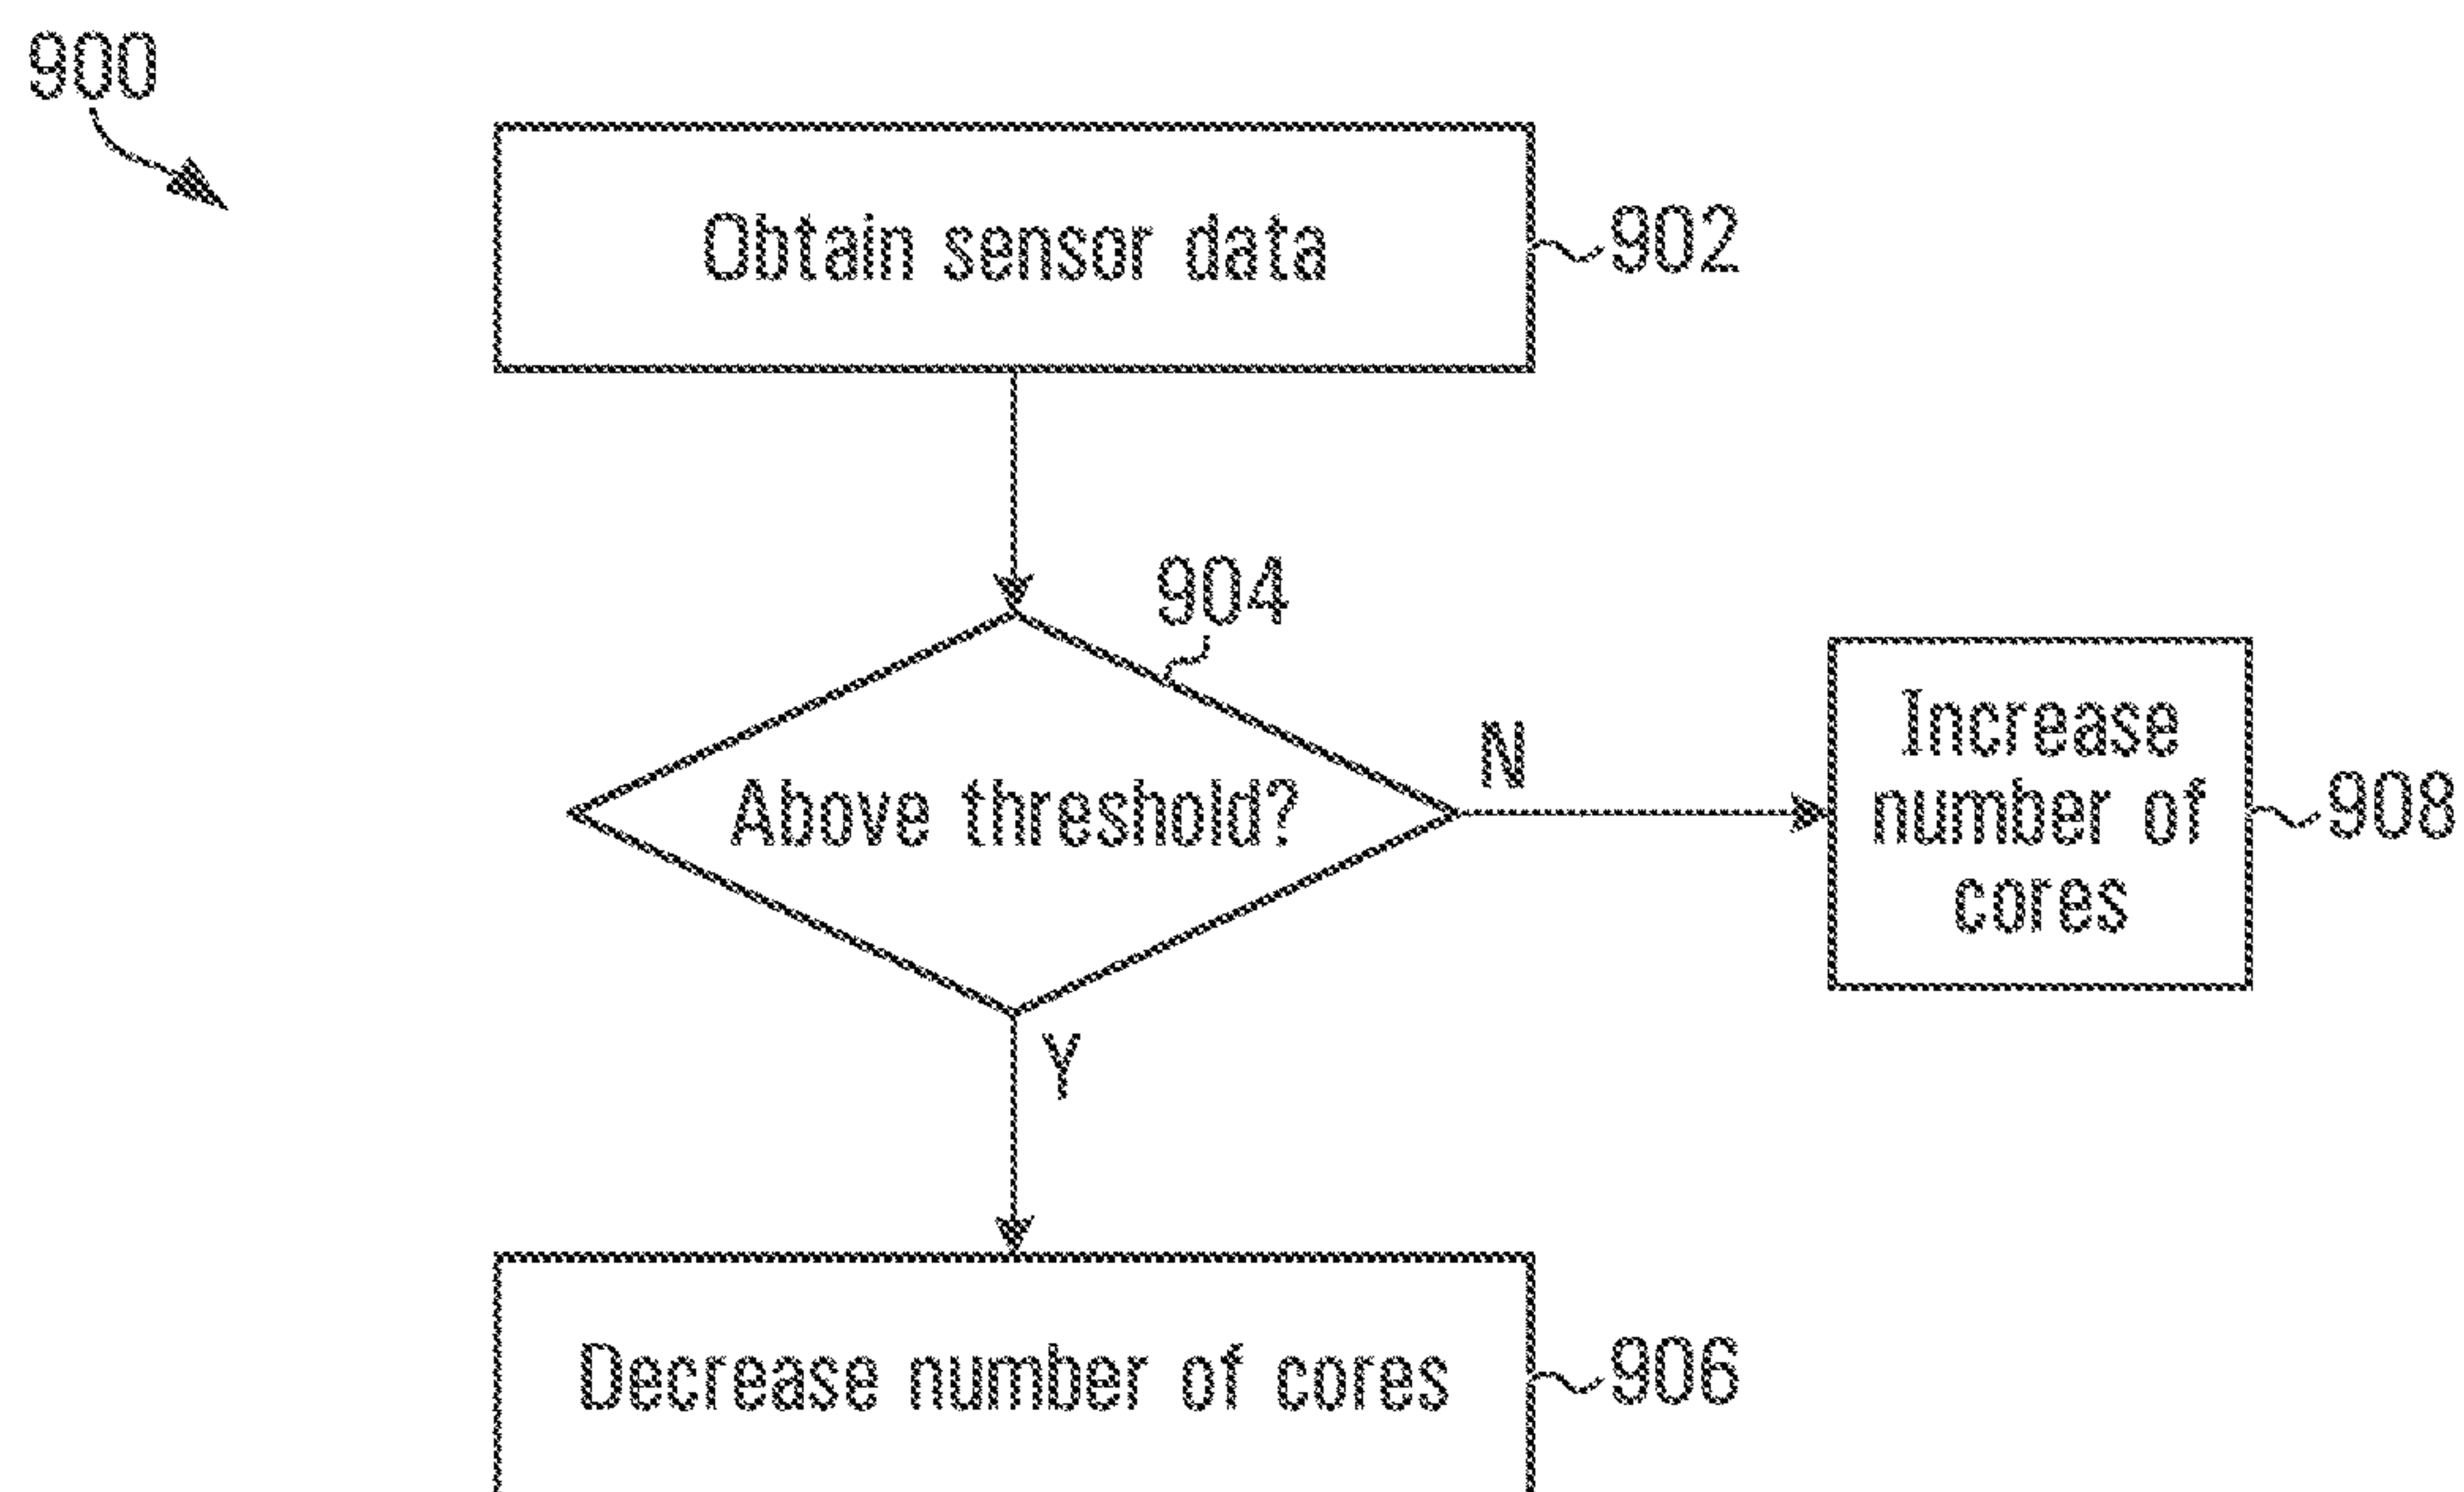 900
Obtain sensor data
902
904
Above threshold?
N
Increase
number of
cores
908
Y
Decrease number of cores
906